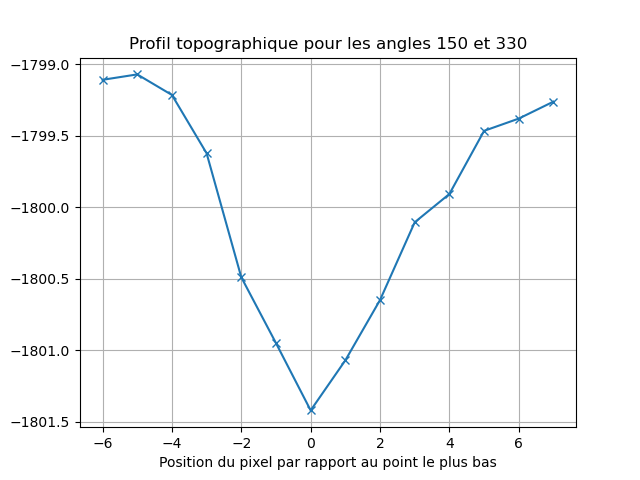 Profil topographique pour les angles 150 et 330
−1799.0
−1799.5
−1800.0
−1800.5
−1801.0
−1801.5
−6 −4 −2 0 2 4 6
Position du pixel par rapport au point le plus bas